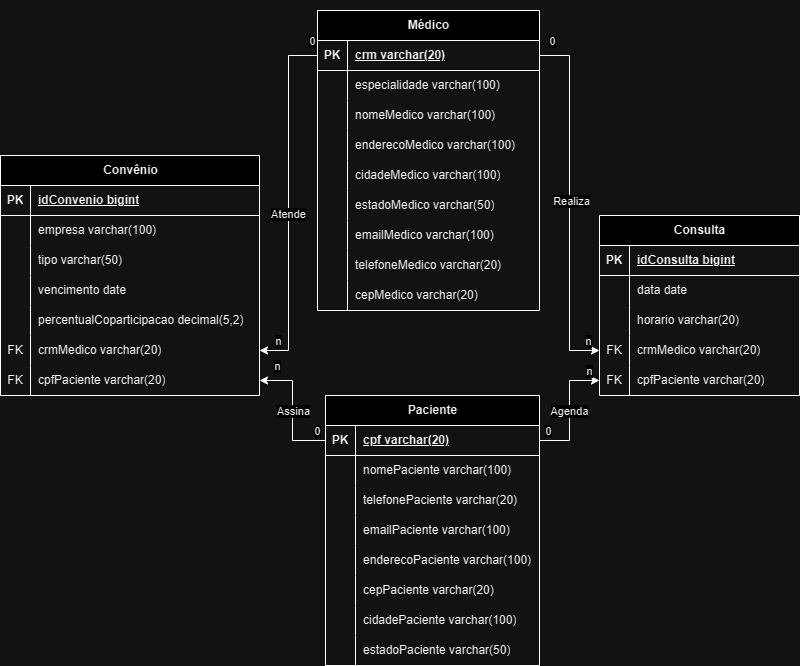 Médico
PK crm varchar(20)
especialidade varchar(100)
nomeMedico varchar(100)
enderecoMedico varchar(100)
cidadeMedico varchar(100)
estadoMedico varchar(50)
emailMedico varchar(100)
telefoneMedico varchar(20)
cepMedico varchar(20)
0
0
Atende
Realiza
n
n
Convênio
PK idConvenio bigint
empresa varchar(100)
tipo varchar(50)
vencimento date
percentualCoparticipacao decimal(5,2)
FK crmMedico varchar(20)
FK cpfPaciente varchar(20)
Consulta
PK idConsulta bigint
data date
horario varchar(20)
FK crmMedico varchar(20)
FK cpfPaciente varchar(20)
n
n
Assina
Agenda
0
0
Paciente
PK cpf varchar(20)
nomePaciente varchar(100)
telefonePaciente varchar(20)
emailPaciente varchar(100)
enderecoPaciente varchar(100)
cepPaciente varchar(20)
cidadePaciente varchar(100)
estadoPaciente varchar(50)